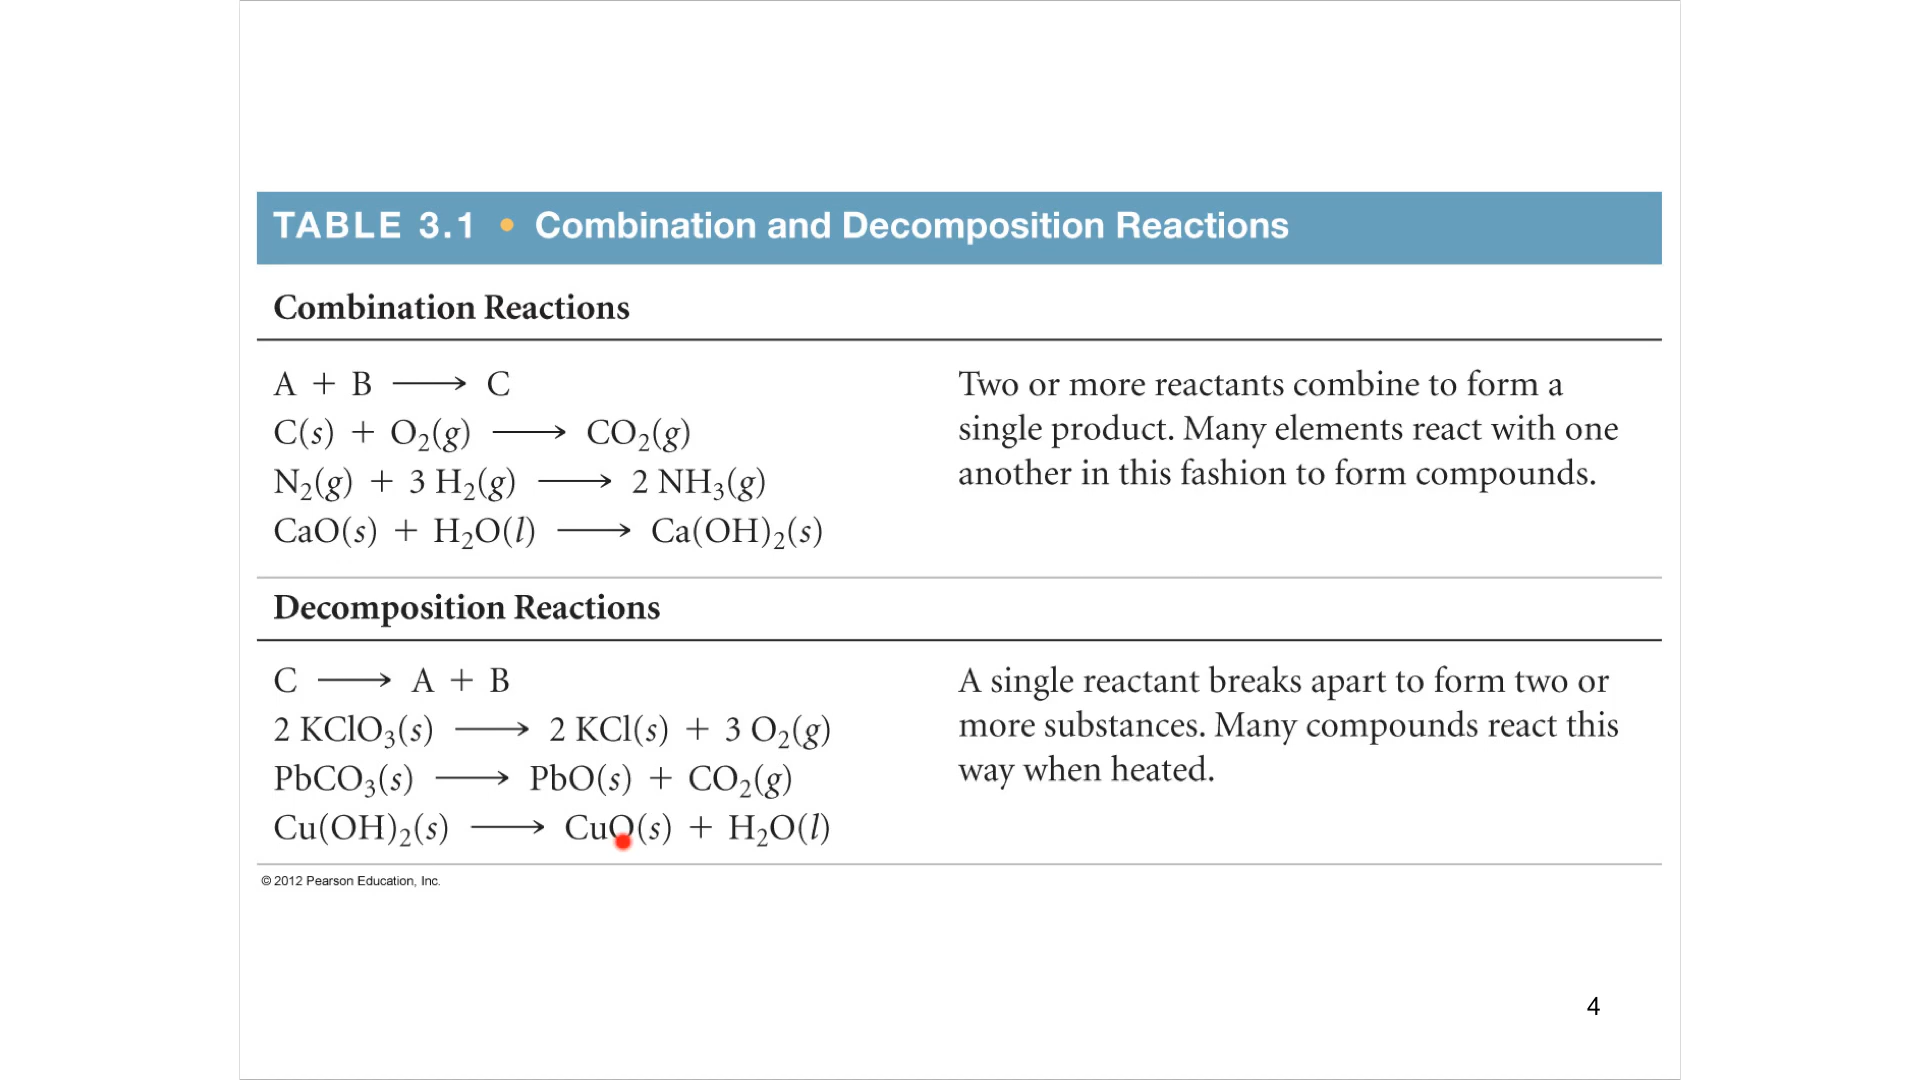 TABLE 3.1 • Combination and Decomposition Reactions
Combination Reactions
A + B ⟶ C
C(s) + O₂(g) ⟶ CO₂(g)
N₂(g) + 3 H₂(g) ⟶ 2 NH₃(g)
CaO(s) + H₂O(l) ⟶ Ca(OH)₂(s)
Two or more reactants combine to form a
single product. Many elements react with one
another in this fashion to form compounds.
Decomposition Reactions
C ⟶ A + B
2 KClO₃(s) ⟶ 2 KCl(s) + 3 O₂(g)
PbCO₃(s) ⟶ PbO(s) + CO₂(g)
Cu(OH)₂(s) ⟶ CuO(s) + H₂O(l)
A single reactant breaks apart to form two or
more substances. Many compounds react this
way when heated.
© 2012 Pearson Education, Inc.
4